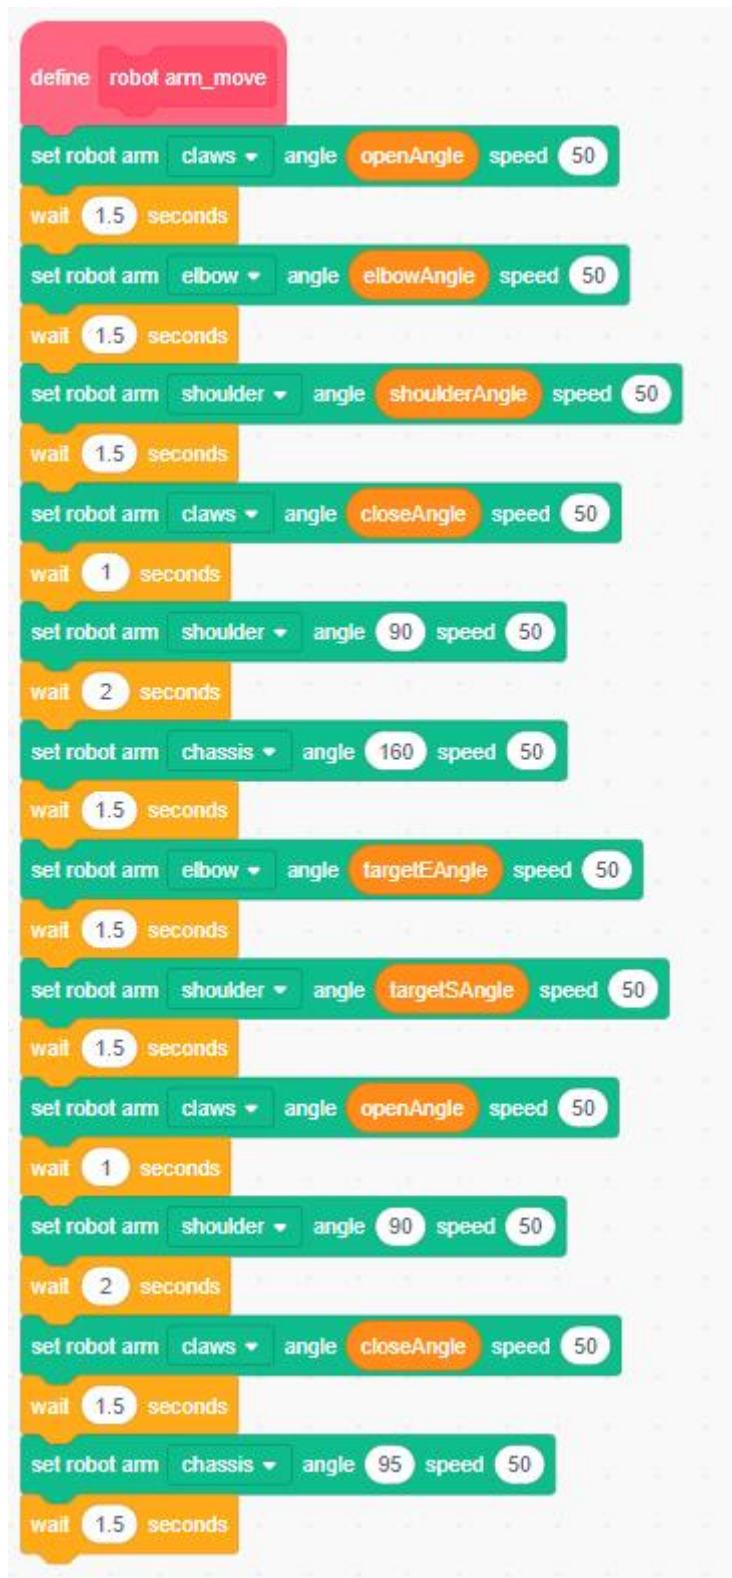 define robot arm_move
set robot arm claws angle openAngle speed 50
wait 1.5 seconds
set robot arm elbow angle elbowAngle speed 50
wait 1.5 seconds
set robot arm shoulder angle shoulderAngle speed 50
wait 1.5 seconds
set robot arm claws angle closeAngle speed 50
wait 1 seconds
set robot arm shoulder angle 90 speed 50
wait 2 seconds
set robot arm chassis angle 160 speed 50
wait 1.5 seconds
set robot arm elbow angle targetEAngle speed 50
wait 1.5 seconds
set robot arm shoulder angle targetSAngle speed 50
wait 1.5 seconds
set robot arm claws angle openAngle speed 50
wait 1 seconds
set robot arm shoulder angle 90 speed 50
wait 2 seconds
set robot arm claws angle closeAngle speed 50
wait 1.5 seconds
set robot arm chassis angle 95 speed 50
wait 1.5 seconds